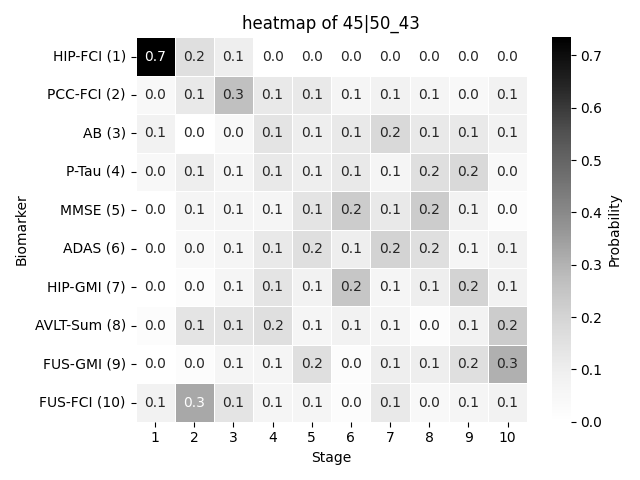 heatmap of 45|50_43
HIP-FCI (1) 0.7 0.2 0.1 0.0 0.0 0.0 0.0 0.0 0.0 0.0
PCC-FCI (2) 0.0 0.1 0.3 0.1 0.1 0.1 0.1 0.1 0.0 0.1
AB (3) 0.1 0.0 0.0 0.1 0.1 0.1 0.2 0.1 0.1 0.1
P-Tau (4) 0.0 0.1 0.1 0.1 0.1 0.1 0.1 0.2 0.2 0.0
MMSE (5) 0.0 0.1 0.1 0.1 0.1 0.2 0.1 0.2 0.1 0.0
ADAS (6) 0.0 0.0 0.1 0.1 0.2 0.1 0.2 0.2 0.1 0.1
HIP-GMI (7) 0.0 0.0 0.1 0.1 0.1 0.2 0.1 0.1 0.2 0.1
AVLT-Sum (8) 0.0 0.1 0.1 0.2 0.1 0.1 0.1 0.0 0.1 0.2
FUS-GMI (9) 0.0 0.0 0.1 0.1 0.2 0.0 0.1 0.1 0.2 0.3
FUS-FCI (10) 0.1 0.3 0.1 0.1 0.1 0.0 0.1 0.0 0.1 0.1
1 2 3 4 5 6 7 8 9 10
Stage
Biomarker
0.7
0.6
0.5
0.4
0.3
0.2
0.1
0.0
Probability